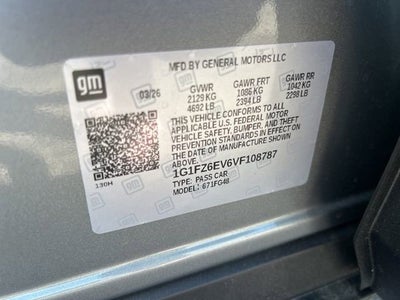 gm
MFD BY GENERAL MOTORS LLC
03/26
GVWR GAWR FRT GAWR RR
2129 KG 1086 KG 1042 KG
4692 LB 2394 LB 2298 LB
THIS VEHICLE CONFORMS TO ALL
APPLICABLE U.S. FEDERAL MOTOR
VEHICLE SAFETY, BUMPER, AND THEFT
PREVENTION STANDARDS IN EFFECT ON
THE DATE OF MANUFACTURE SHOWN
ABOVE.
130H
1G1FZ6EV6VF108787
TYPE: PASS CAR
MODEL: 671FG48